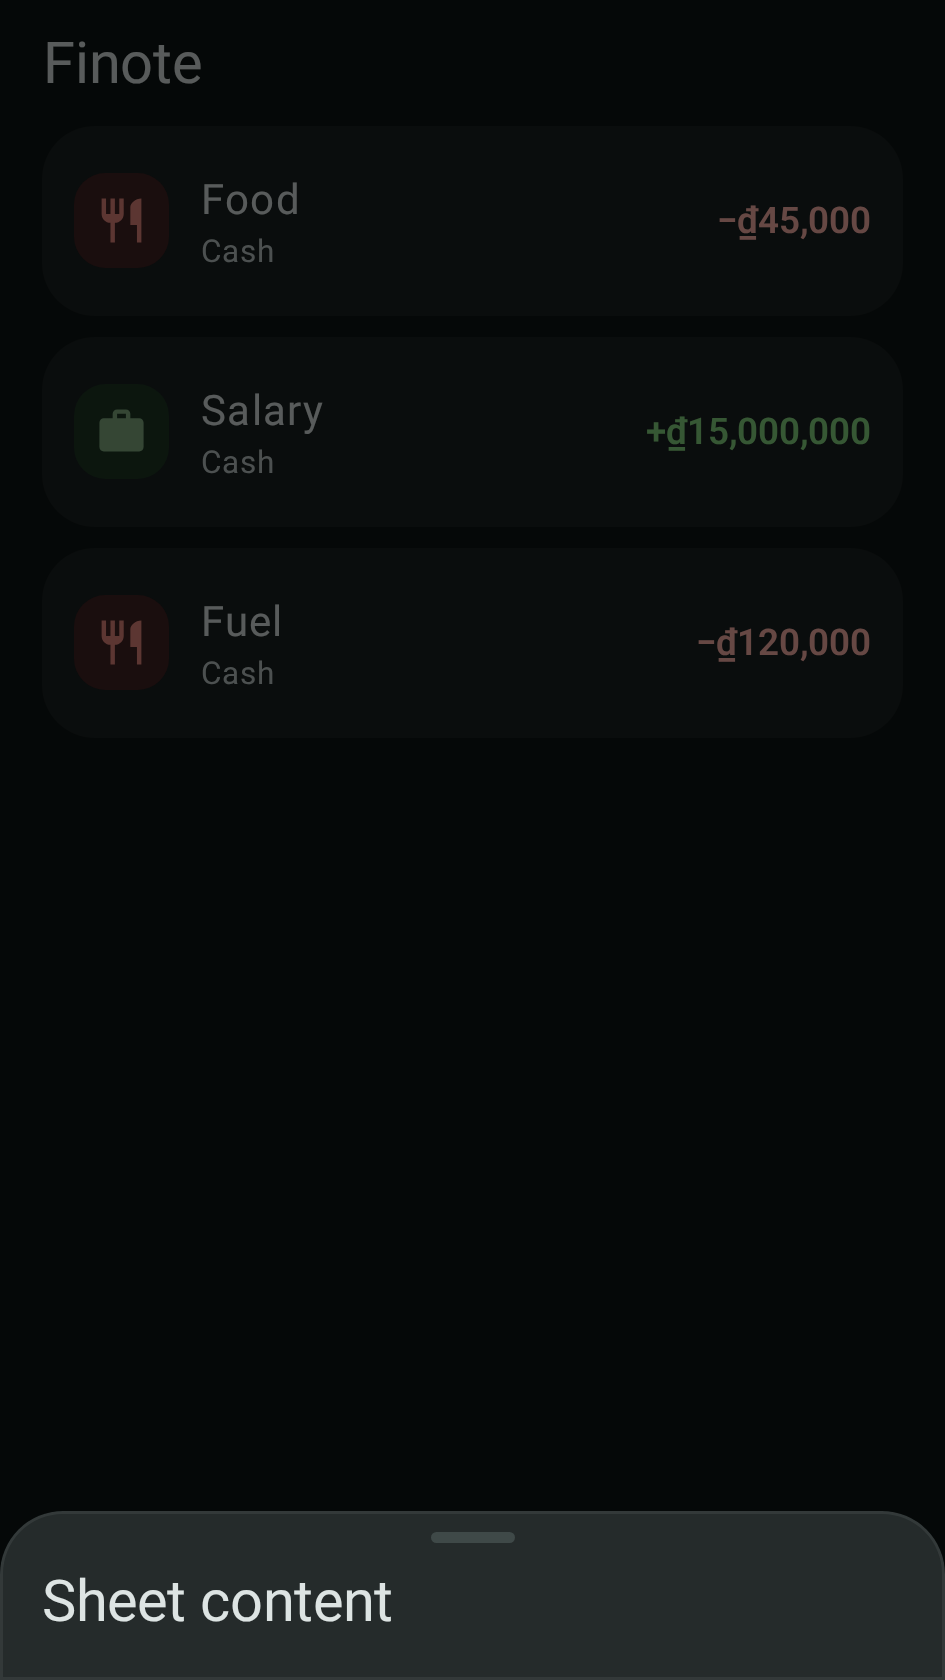 Finote
Food
Cash
−₫45,000
Salary
Cash
+₫15,000,000
Fuel
Cash
−₫120,000
Sheet content